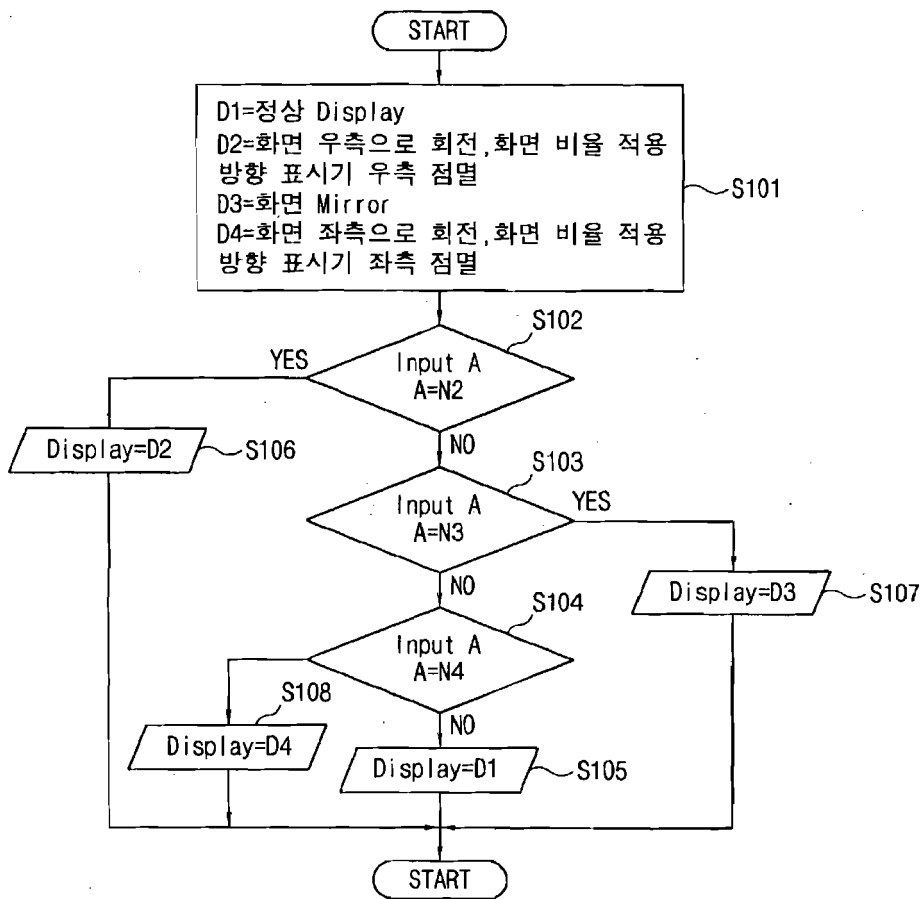 START
D1=정상 Display
D2=화면 우측으로 회전,화면 비율 적용
방향 표시기 우측 점멸
D3=화면 Mirror
D4=화면 좌측으로 회전,화면 비율 적용
방향 표시기 좌측 점멸
S101
S102
YES
Input A
A=N2
Display=D2
S106
NO
S103
Input A
A=N3
YES
NO
Display=D3
S107
S104
Input A
A=N4
S108
NO
Display=D4
Display=D1
S105
START